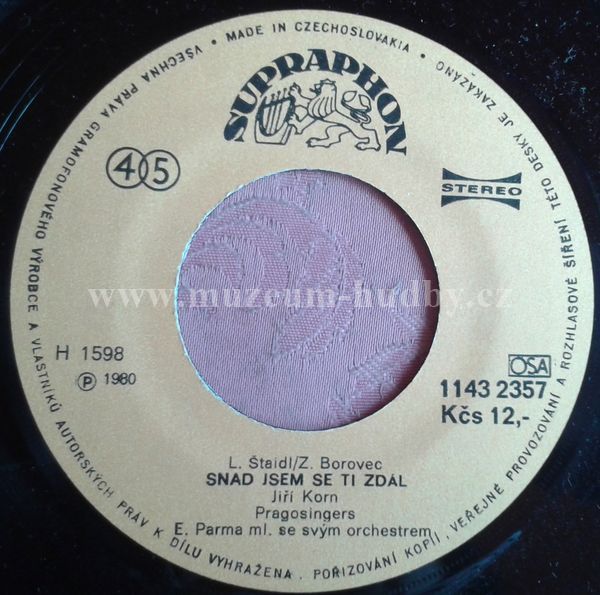 VŠECHNA PRÁVA GRAMOFONOVÉHO VÝROBCE A VLASTNÍKŮ AUTORSKÝCH PRÁV K DÍLU VYHRAŽENA. POŘIZOVÁNÍ KOPIÍ, VEŘEJNÉ PROVOZOVÁNÍ A ROZHLASOVÉ ŠÍŘENÍ TÉTO DESKY JE ZAKÁZÁNO
• MADE IN CZECHOSLOVAKIA •
SUPRAPHON
45
STEREO
www.muzeum-hudby.cz
H 1598
Ⓟ 1980
OSA
1143 2357
Kčs 12,-
L. Štaidl/Z. Borovec
SNAD JSEM SE TI ZDÁL
Jiří Korn
Pragosingers
E. Parma ml. se svým orchestrem